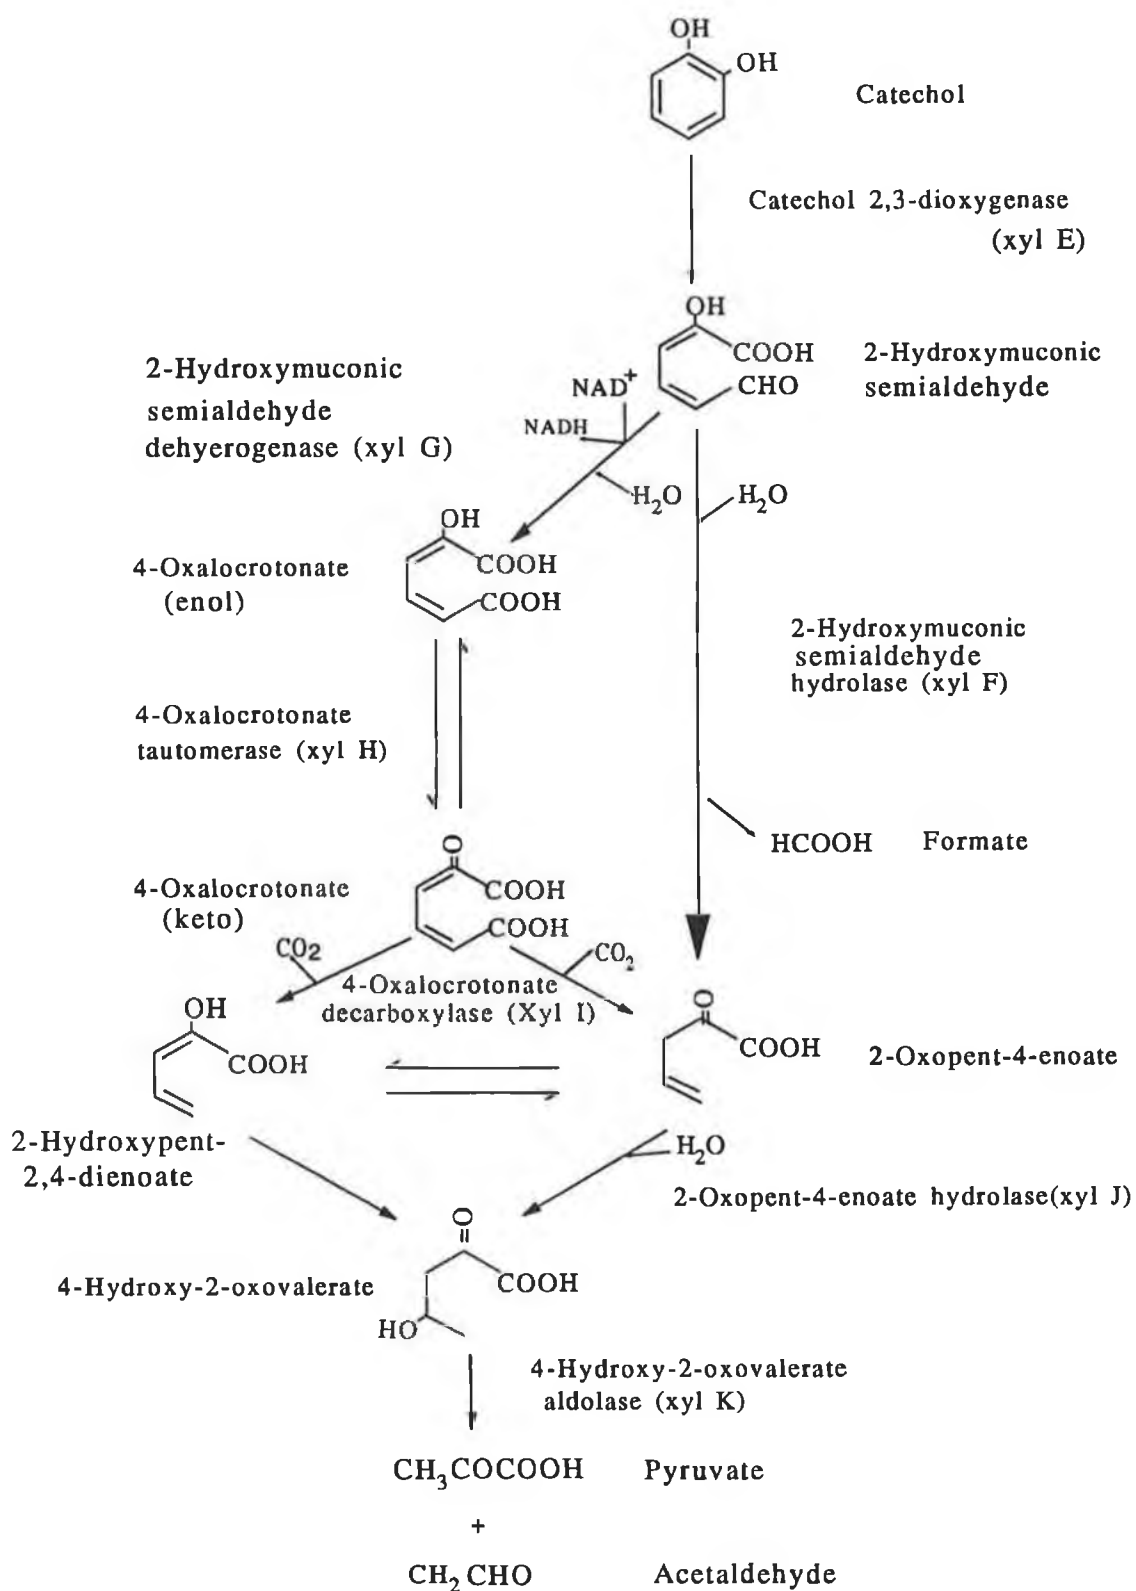 OH
OH
Catechol
Catechol 2,3-dioxygenase
(xyl E)
OH
COOH
CHO
2-Hydroxymuconic
semialdehyde
2-Hydroxymuconic
semialdehyde
dehyerogenase (xyl G)
NAD+
NADH
H2O
H2O
OH
COOH
COOH
4-Oxalocrotonate
(enol)
2-Hydroxymuconic
semialdehyde
hydrolase (xyl F)
4-Oxalocrotonate
tautomerase (xyl H)
HCOOH Formate
O
COOH
COOH
4-Oxalocrotonate
(keto)
CO2
CO2
4-Oxalocrotonate
decarboxylase (Xyl I)
OH
COOH
O
COOH
2-Oxopent-4-enoate
2-Hydroxypent-
2,4-dienoate
H2O
2-Oxopent-4-enoate hydrolase(xyl J)
O
COOH
HO
4-Hydroxy-2-oxovalerate
4-Hydroxy-2-oxovalerate
aldolase (xyl K)
CH3COCOOH Pyruvate
+
CH2CHO Acetaldehyde